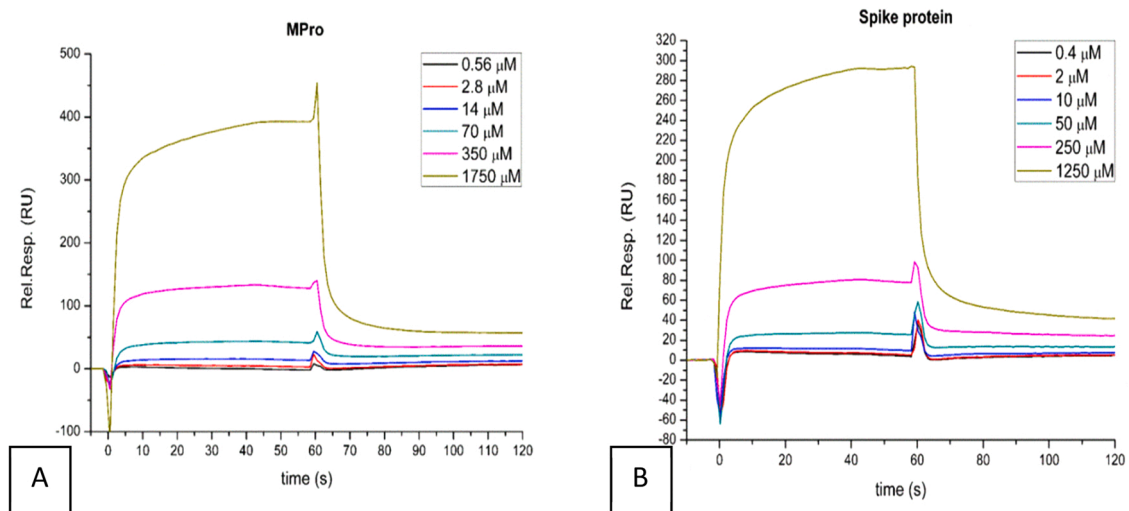 MPro
500
400
300
200
100
0
-100
Rel.Resp. (RU)
0.56 μM
2.8 μM
14 μM
70 μM
350 μM
1750 μM
0 10 20 30 40 50 60 70 80 90 100 110 120
time (s)
A
Spike protein
320
300
280
260
240
220
200
180
160
140
120
100
80
60
40
20
0
-20
-40
-60
-80
Rel.Resp. (RU)
0.4 μM
2 μM
10 μM
50 μM
250 μM
1250 μM
0 20 40 60 80 100 120
time (s)
B